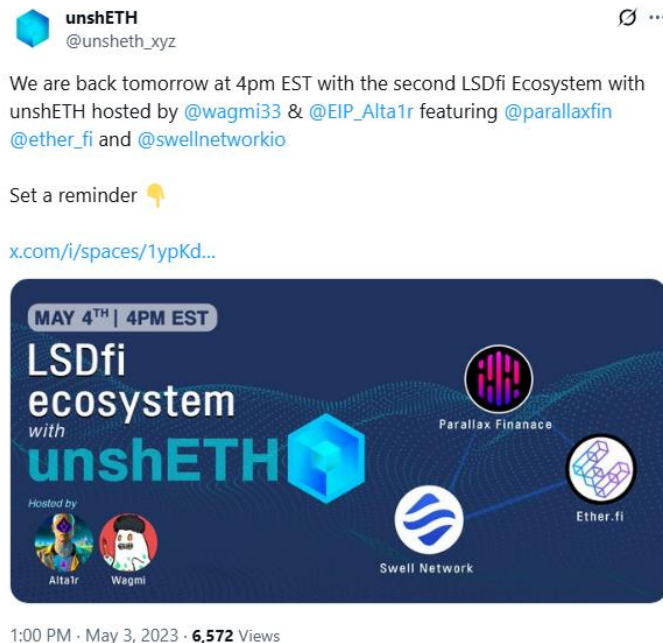 unshETH
@unsheth_xyz
We are back tomorrow at 4pm EST with the second LSDfi Ecosystem with
unshETH hosted by @wagmi33 & @EIP_Alta1r featuring @parallaxfin
@ether_fi and @swellnetworkio
Set a reminder 👇
x.com/i/spaces/1ypKd...
MAY 4TH | 4PM EST
LSDfi
ecosystem
with
unshETH
Hosted by
Alta1r Wagmi
Parallax Finanace
Ether.fi
Swell Network
1:00 PM · May 3, 2023 · 6,572 Views